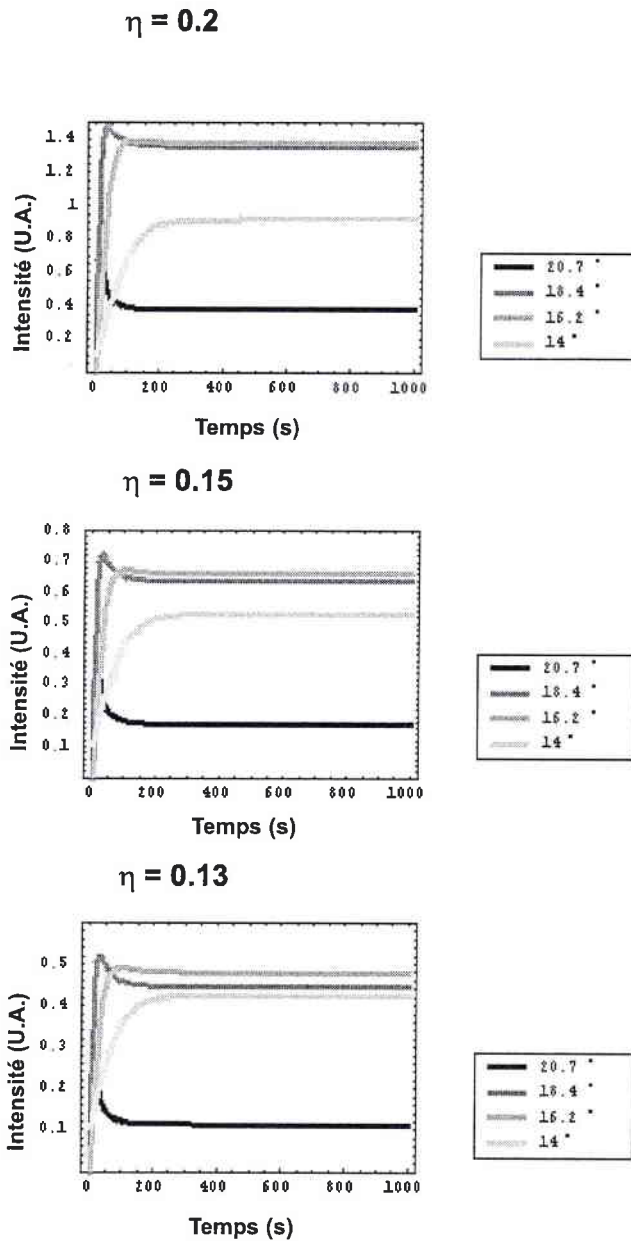 η = 0.2
1.4
1.2
1
0.8
0.6
0.4
0.2
Intensité (U.A.)
0 200 400 600 800 1000
Temps (s)
20.7 °
18.4 °
16.2 °
14 °
η = 0.15
0.8
0.7
0.6
0.5
0.4
0.3
0.2
0.1
Intensité (U.A.)
0 200 400 600 800 1000
Temps (s)
20.7 °
18.4 °
16.2 °
14 °
η = 0.13
0.5
0.4
0.3
0.2
0.1
Intensité (U.A.)
0 200 400 600 800 1000
Temps (s)
20.7 °
18.4 °
16.2 °
14 °